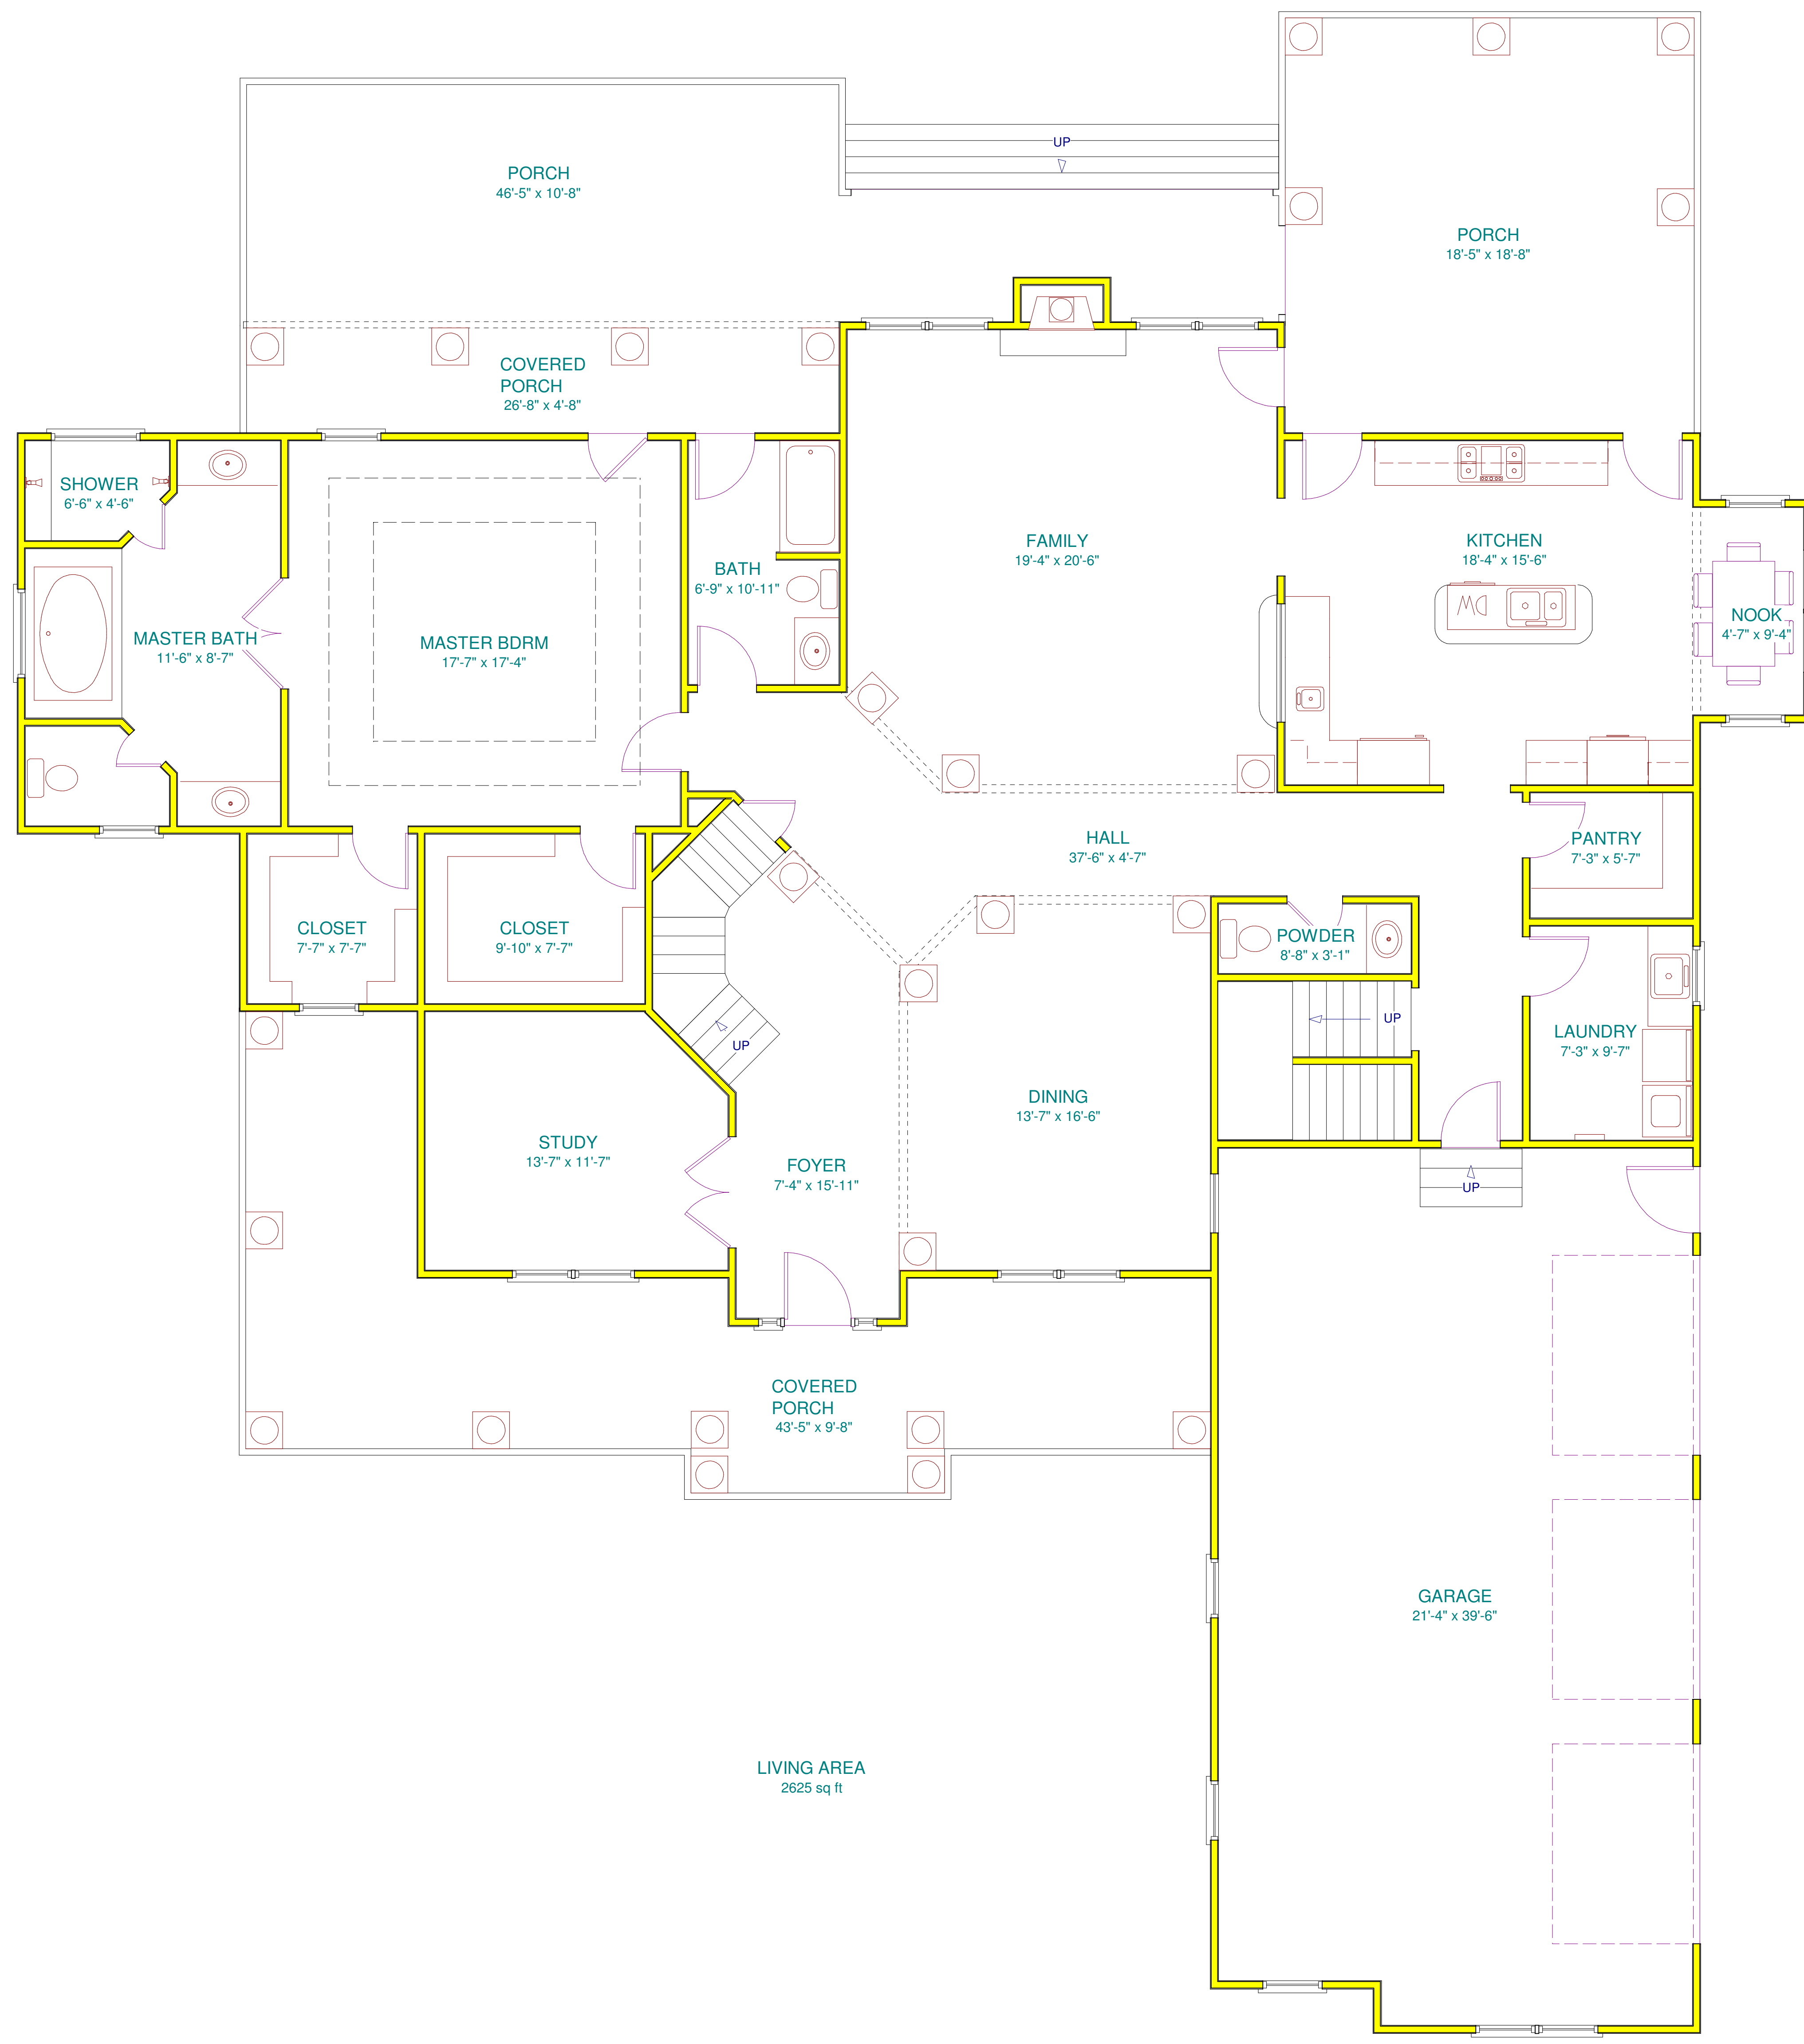 UP
PORCH
46'-5" x 10'-8"
PORCH
18'-5" x 18'-8"
COVERED
PORCH
26'-8" x 4'-8"
SHOWER
6'-6" x 4'-6"
FAMILY
19'-4" x 20'-6"
KITCHEN
18'-4" x 15'-6"
BATH
6'-9" x 10'-11"
DW
NOOK
4'-7" x 9'-4"
MASTER BATH
11'-6" x 8'-7"
MASTER BDRM
17'-7" x 17'-4"
HALL
37'-6" x 4'-7"
PANTRY
7'-3" x 5'-7"
CLOSET
7'-7" x 7'-7"
CLOSET
9'-10" x 7'-7"
POWDER
8'-8" x 3'-1"
UP
UP
LAUNDRY
7'-3" x 9'-7"
DINING
13'-7" x 16'-6"
STUDY
13'-7" x 11'-7"
FOYER
7'-4" x 15'-11"
UP
COVERED
PORCH
43'-5" x 9'-8"
GARAGE
21'-4" x 39'-6"
LIVING AREA
2625 sq ft